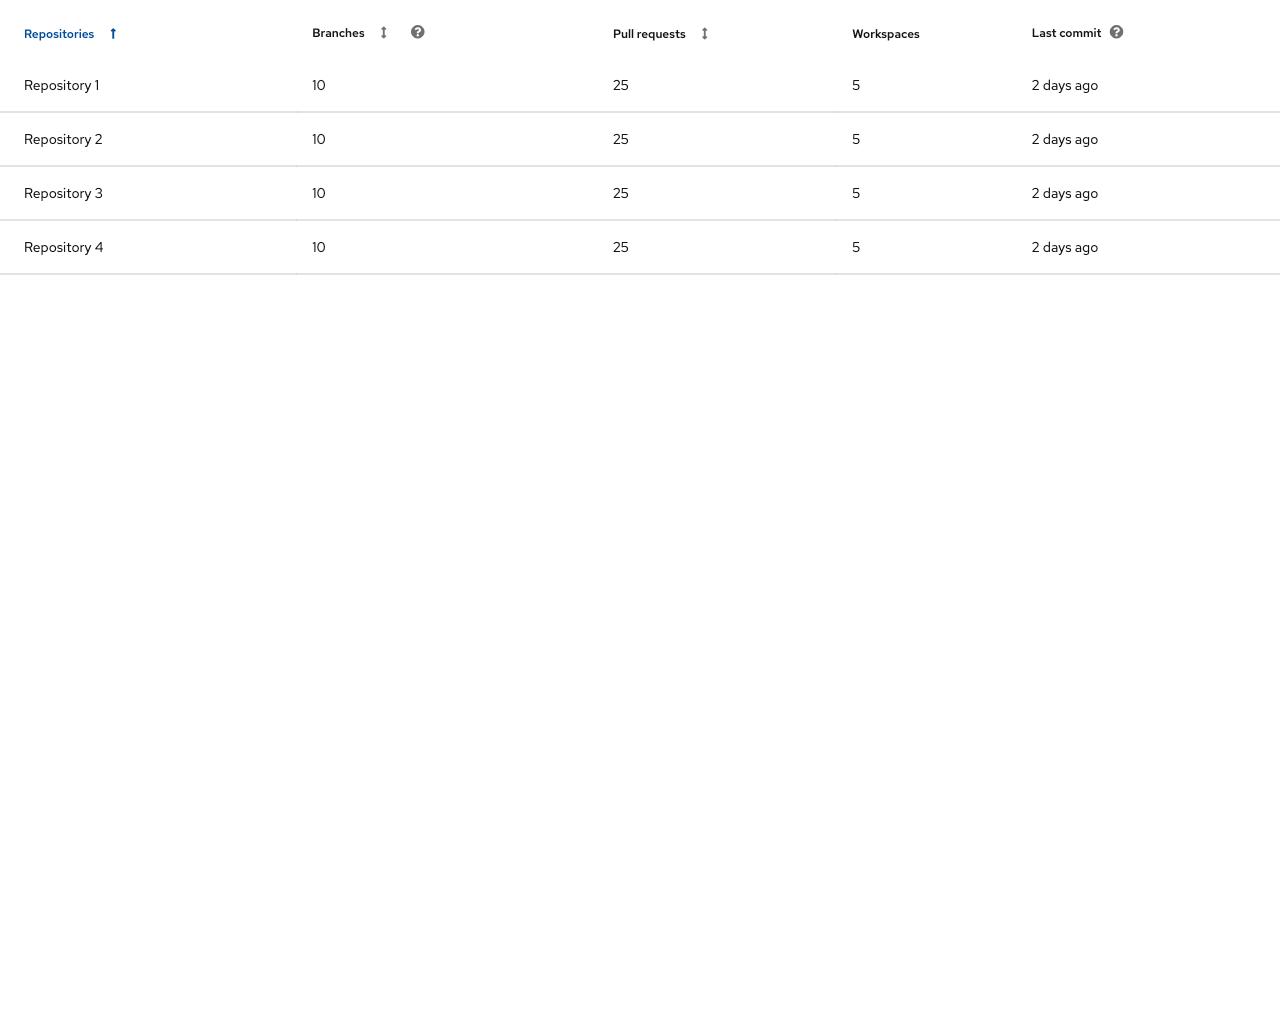 Repositories Branches Pull requests Workspaces Last commit
Repository 1 10 25 5 2 days ago
Repository 2 10 25 5 2 days ago
Repository 3 10 25 5 2 days ago
Repository 4 10 25 5 2 days ago